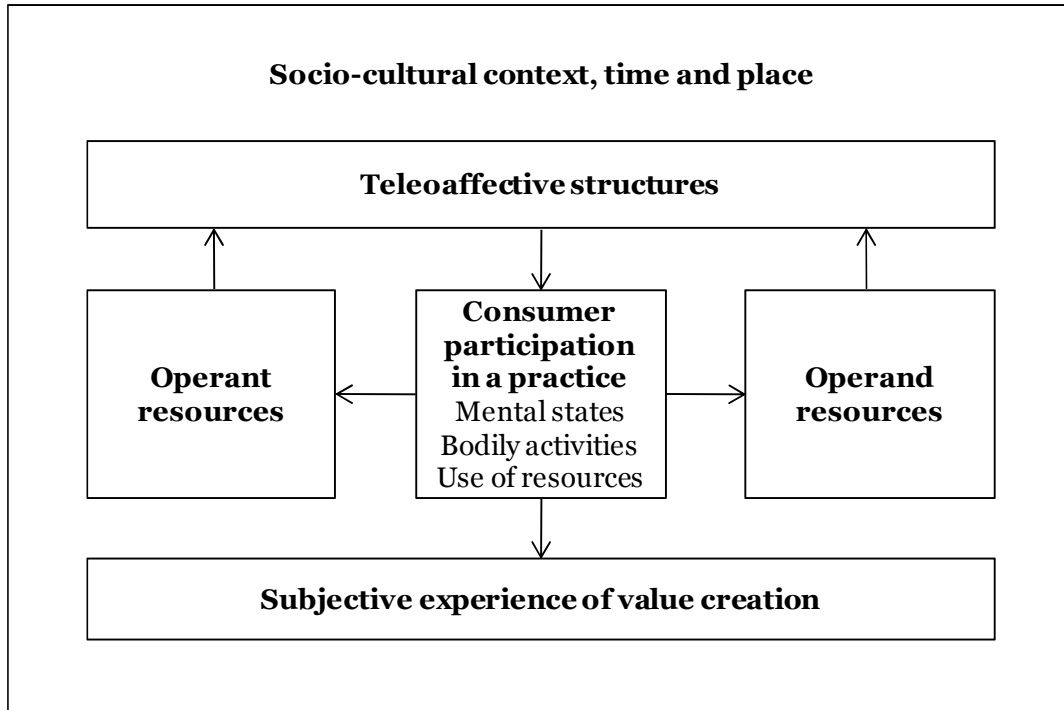 Socio-cultural context, time and place
Teleoaffective structures
Operant
resources
Consumer
participation
in a practice
Mental states
Bodily activities
Use of resources
Operand
resources
Subjective experience of value creation